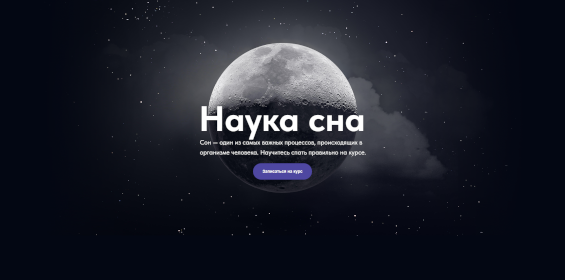 Наука сна
Сон — один из самых важных процессов, происходящих в
организме человека. Научитесь спать правильно на курсе.
Записаться на курс